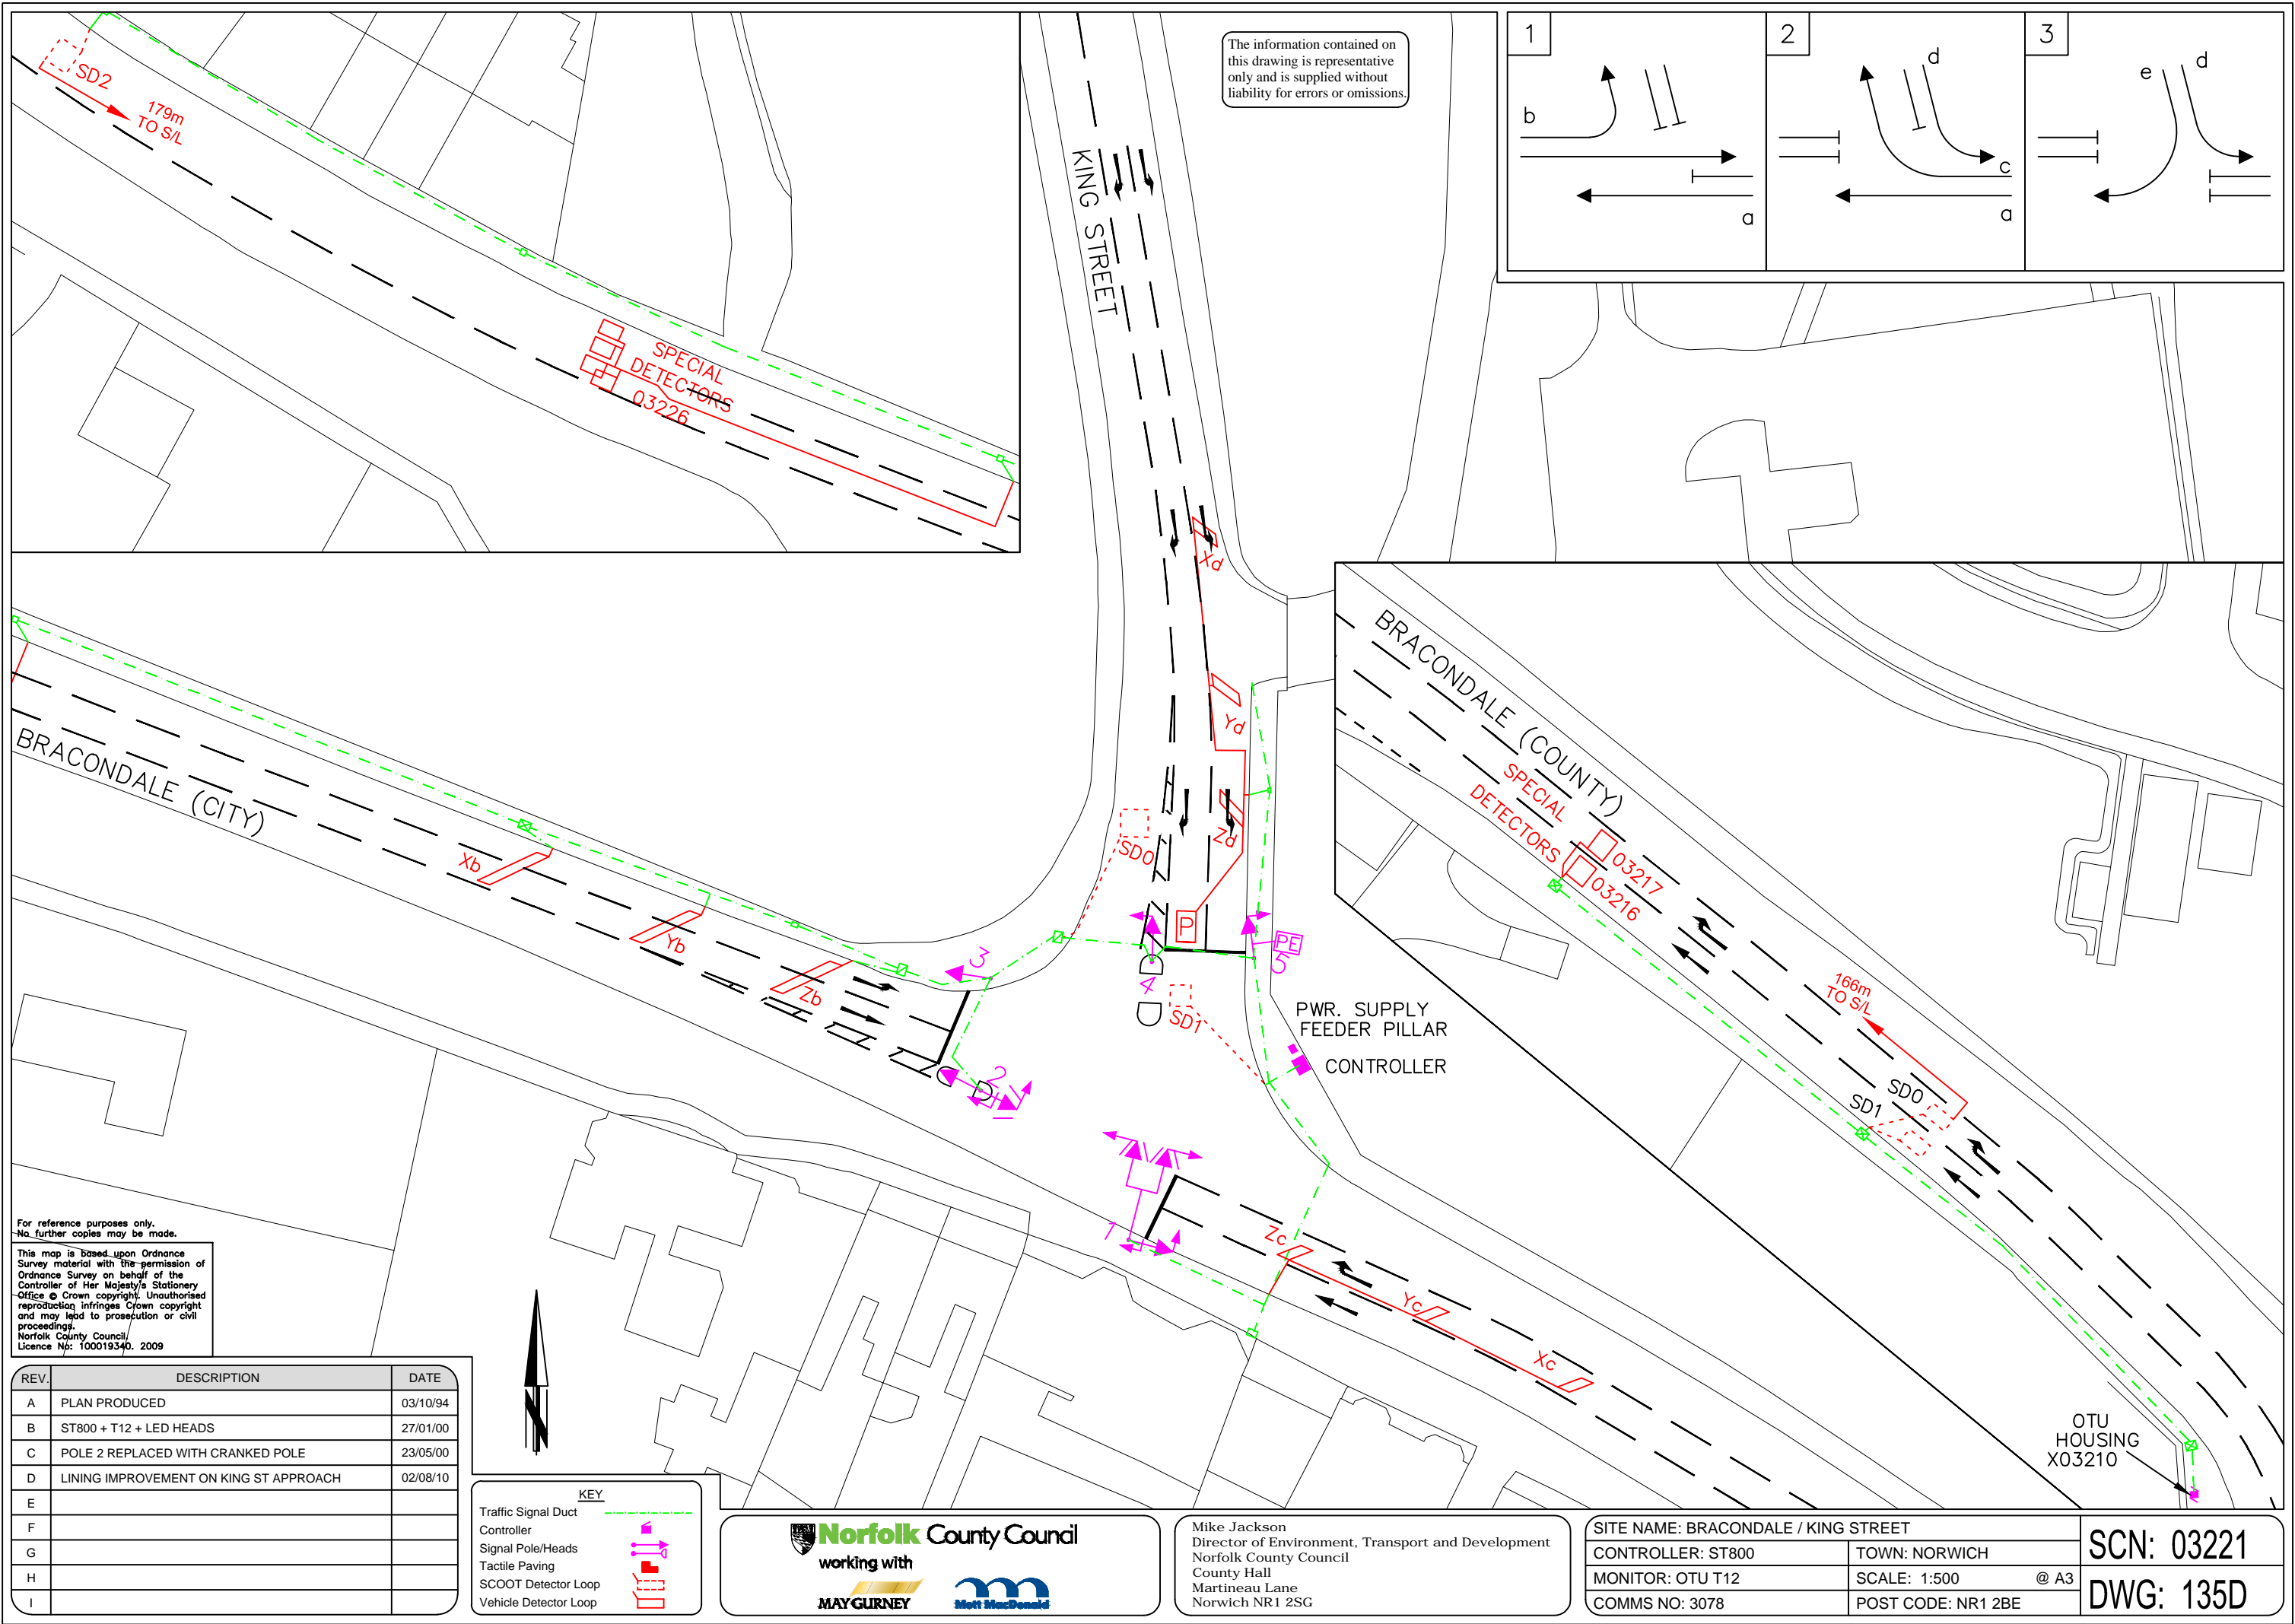 SD2
179m
TO S/L
SPECIAL
DETECTORS
03226
KING STREET
The information contained on
this drawing is representative
only and is supplied without
liability for errors or omissions.
1
b
a
2
d
c
a
3
e
d
Xd
Yd
Zd
SD0
P
PE
5
4
SD1
3
2
1
BRACONDALE (CITY)
Xb
Yb
Zb
PWR. SUPPLY
FEEDER PILLAR
CONTROLLER
Zc
Yc
Xc
BRACONDALE (COUNTY)
SPECIAL
DETECTORS
03217
03216
166m
TO S/L
SD0
SD1
OTU
HOUSING
X03210
For reference purposes only.
No further copies may be made.
This map is based upon Ordnance
Survey material with the permission of
Ordnance Survey on behalf of the
Controller of Her Majesty's Stationery
Office © Crown copyright. Unauthorised
reproduction infringes Crown copyright
and may lead to prosecution or civil
proceedings.
Norfolk County Council.
Licence No: 100019340. 2009
REV. DESCRIPTION DATE
A PLAN PRODUCED 03/10/94
B ST800 + T12 + LED HEADS 27/01/00
C POLE 2 REPLACED WITH CRANKED POLE 23/05/00
D LINING IMPROVEMENT ON KING ST APPROACH 02/08/10
E
F
G
H
I
N
KEY
Traffic Signal Duct
Controller
Signal Pole/Heads
Tactile Paving
SCOOT Detector Loop
Vehicle Detector Loop
Norfolk County Council
working with
MAY GURNEY
Mott MacDonald
Mike Jackson
Director of Environment, Transport and Development
Norfolk County Council
County Hall
Martineau Lane
Norwich NR1 2SG
SITE NAME: BRACONDALE / KING STREET
CONTROLLER: ST800
TOWN: NORWICH
MONITOR: OTU T12
SCALE: 1:500 @ A3
COMMS NO: 3078
POST CODE: NR1 2BE
SCN: 03221
DWG: 135D